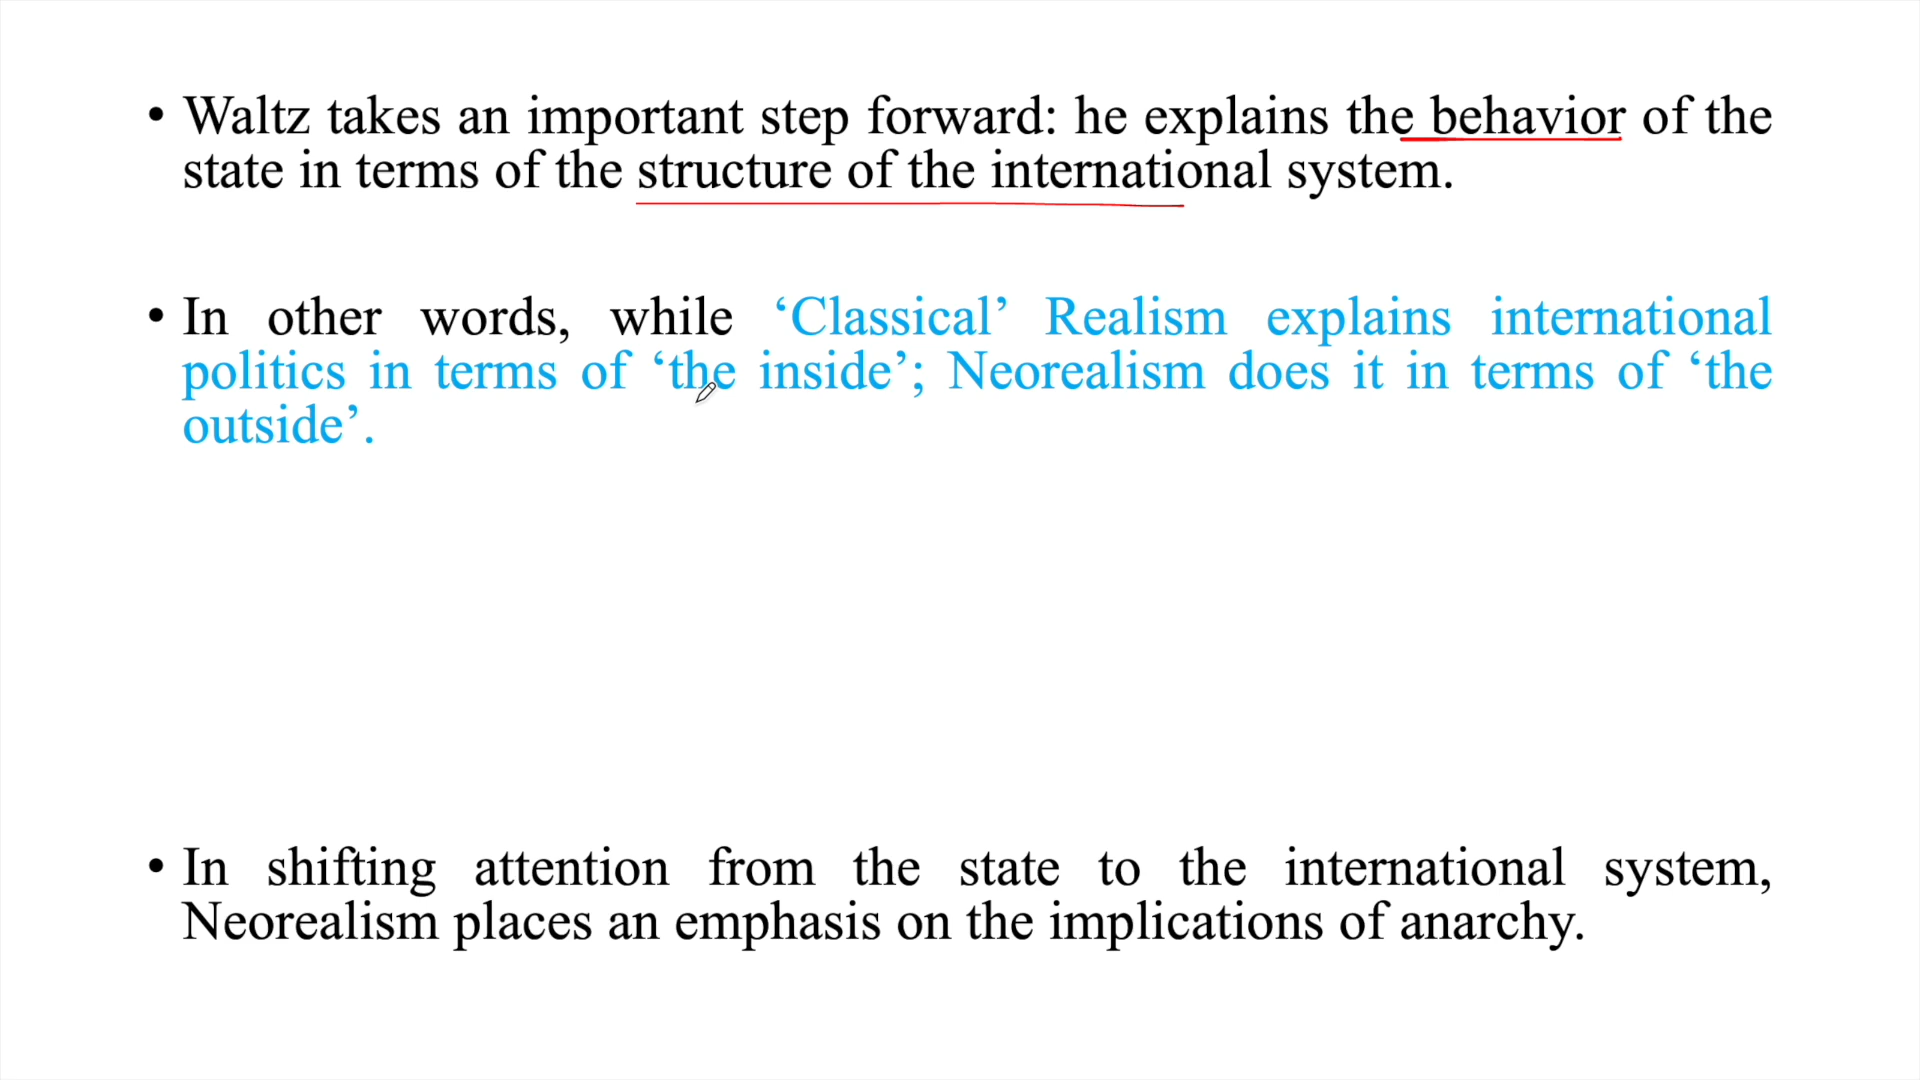 • Waltz takes an important step forward: he explains the behavior of the
state in terms of the structure of the international system.
• In other words, while ‘Classical’ Realism explains international
politics in terms of ‘the inside’; Neorealism does it in terms of ‘the
outside’.
• In shifting attention from the state to the international system,
Neorealism places an emphasis on the implications of anarchy.